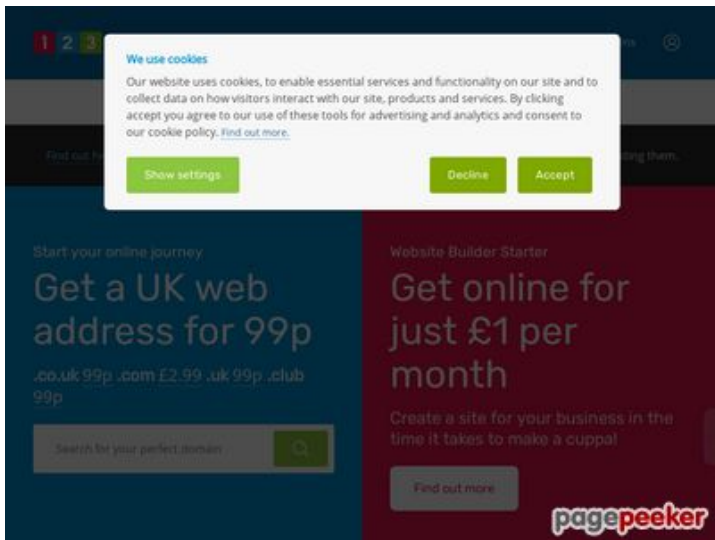 1 2 3
We use cookies
Our website uses cookies, to enable essential services and functionality on our site and to
collect data on how visitors interact with our site, products and services. By clicking
accept you agree to our use of these tools for advertising and analytics and consent to
our cookie policy. Find out more.
Show settings
Decline
Accept
Find out
them.
Start your online journey
Get a UK web
address for 99p
.co.uk 99p .com £2.99 .uk 99p .club
99p
Search for your perfect domain
Website Builder Starter
Get online for
just £1 per
month
Create a site for your business in the
time it takes to make a cuppa!
Find out more
pagepeeker